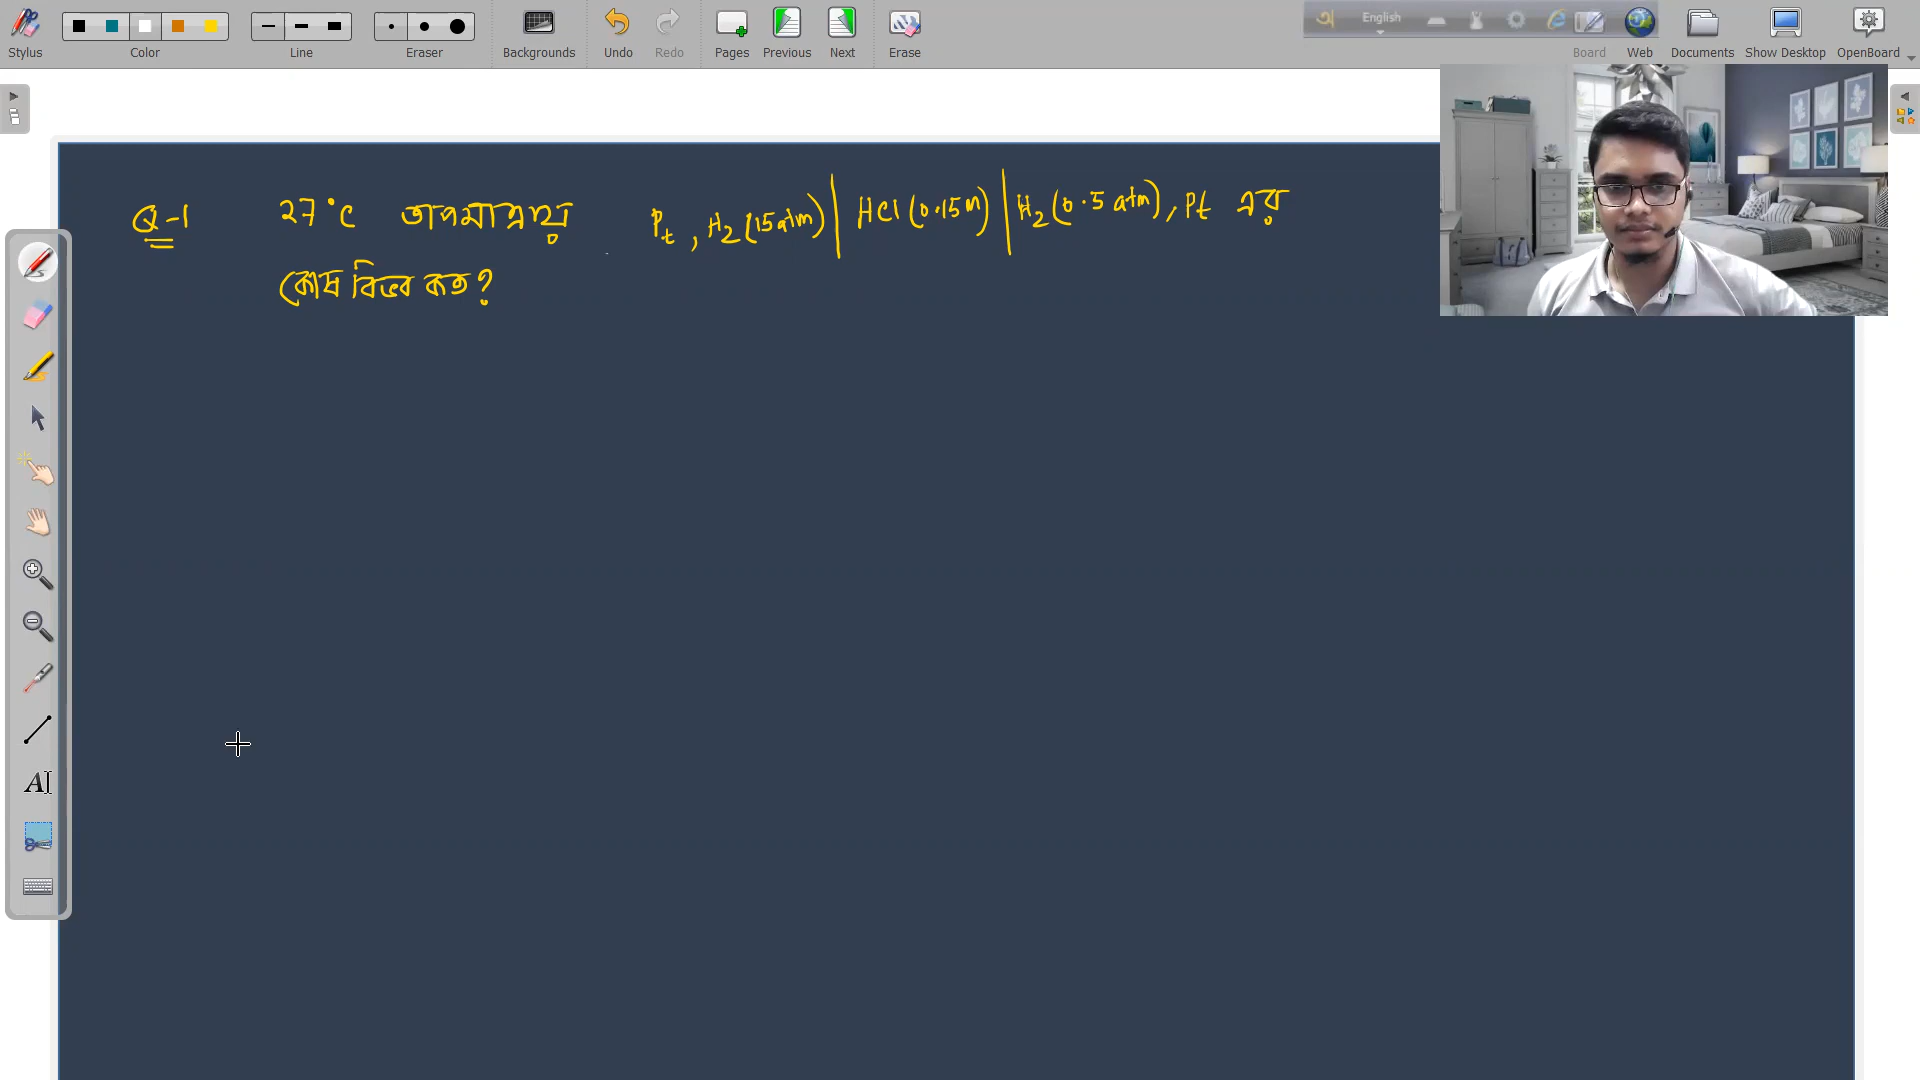 Stylus Color Line Eraser Backgrounds Undo Redo Pages Previous Next Erase Board Web Documents Show Desktop OpenBoard
English
Q-1 27°C তাপমাত্রায় Pt, H2(15 atm) | HCl (0.15 M) | H2 (0.5 atm), Pt এর
কোষ বিভব কত?